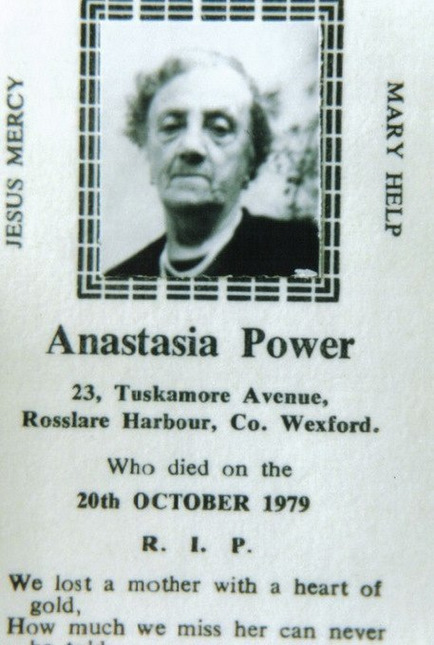 JESUS MERCY
MARY HELP
Anastasia Power
23, Tuskamore Avenue,
Rosslare Harbour, Co. Wexford.
Who died on the
20th OCTOBER 1979
R. I. P.
We lost a mother with a heart of
gold,
How much we miss her can never